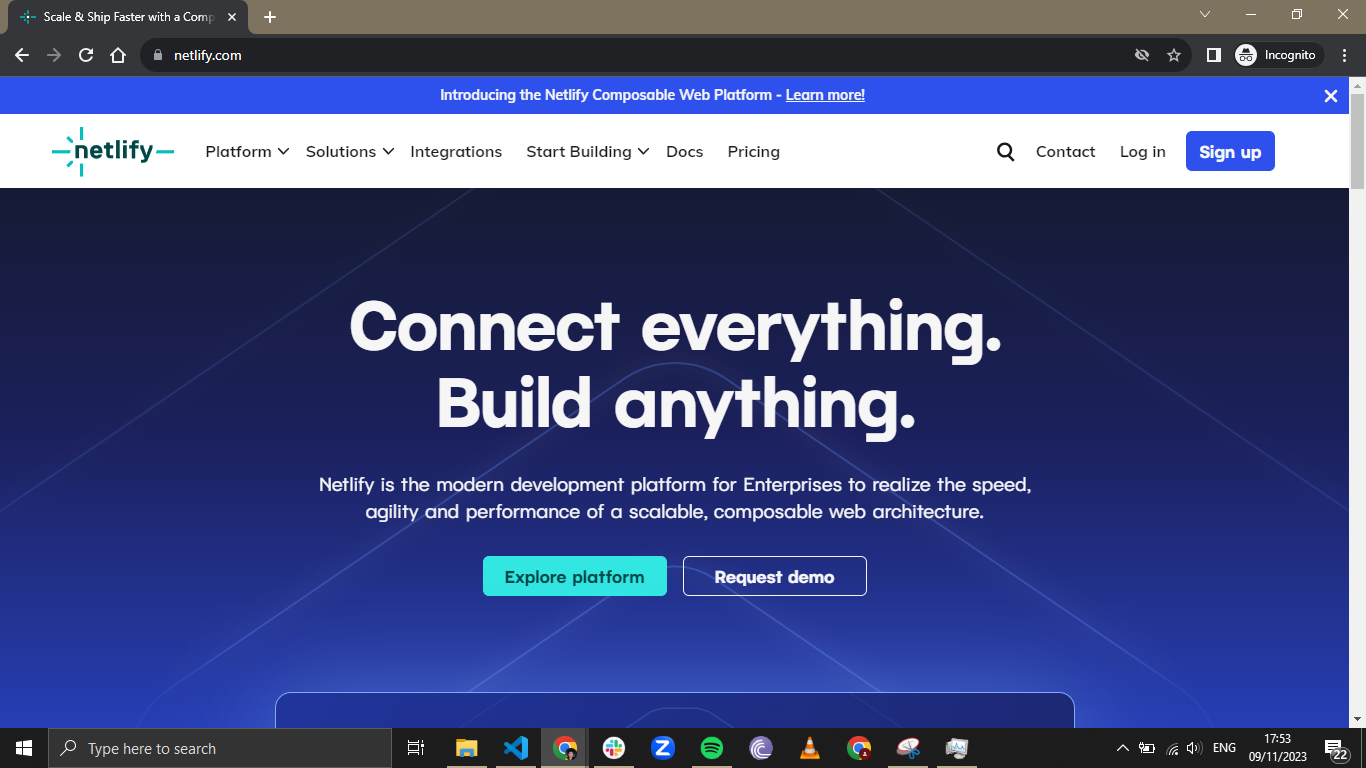 Scale & Ship Faster with a Comp
netlify.com
Incognito
Introducing the Netlify Composable Web Platform - Learn more!
netlify
Platform Solutions Integrations Start Building Docs Pricing Contact Log in Sign up
Connect everything.
Build anything.
Netlify is the modern development platform for Enterprises to realize the speed,
agility and performance of a scalable, composable web architecture.
Explore platform Request demo
Type here to search
ENG
17:53
09/11/2023
22